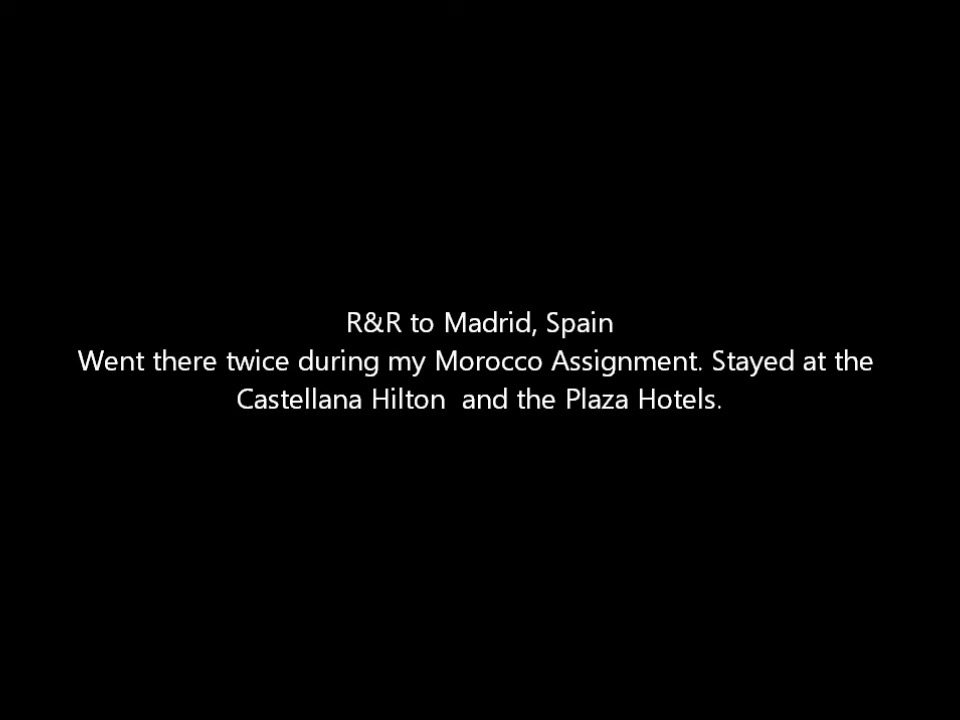 R&R to Madrid, Spain
Went there twice during my Morocco Assignment. Stayed at the
Castellana Hilton  and the Plaza Hotels.